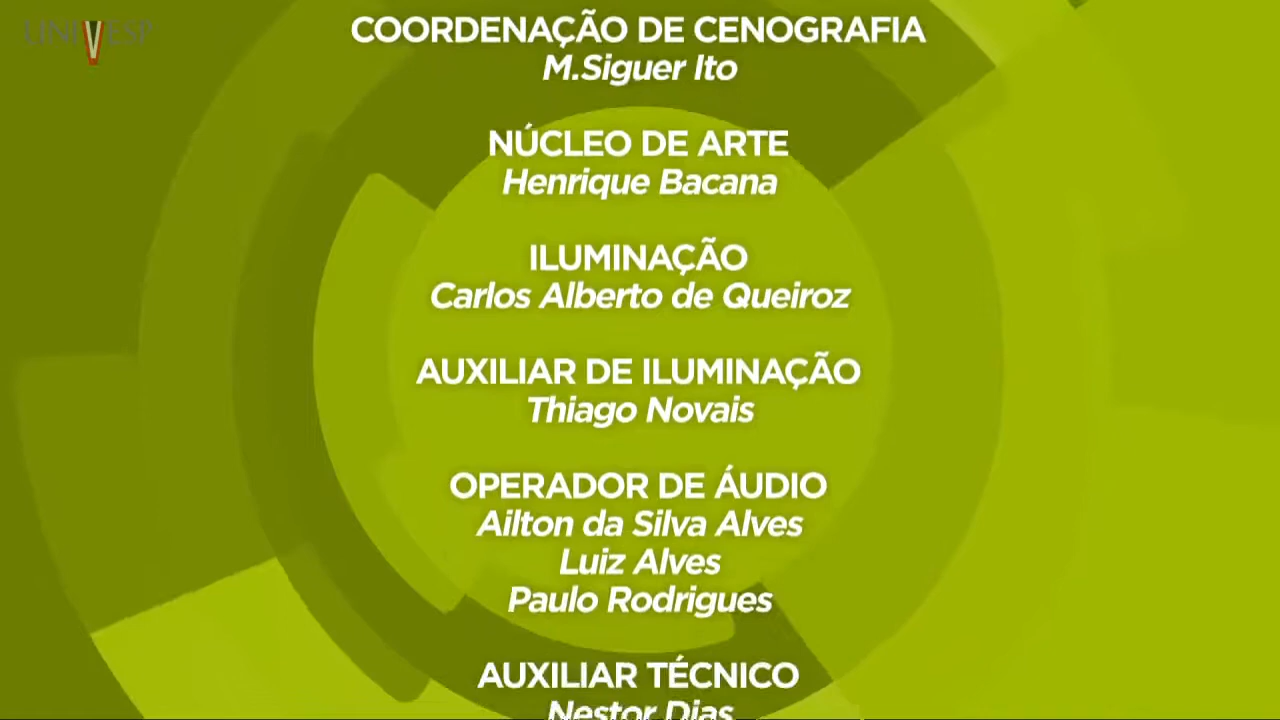 UNIVESP
COORDENAÇÃO DE CENOGRAFIA
M.Siguer Ito
NÚCLEO DE ARTE
Henrique Bacana
ILUMINAÇÃO
Carlos Alberto de Queiroz
AUXILIAR DE ILUMINAÇÃO
Thiago Novais
OPERADOR DE ÁUDIO
Ailton da Silva Alves
Luiz Alves
Paulo Rodrigues
AUXILIAR TÉCNICO
Nestor Dias